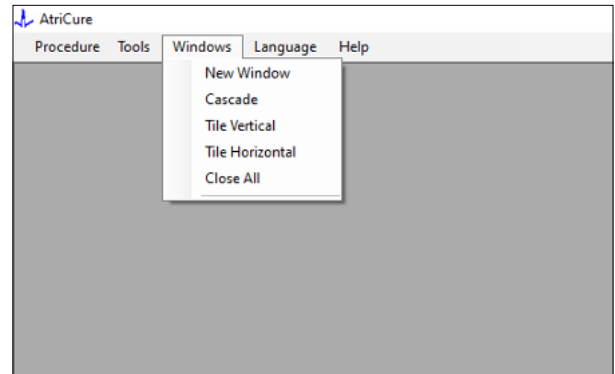 AtriCure
Procedure Tools Windows Language Help
New Window
Cascade
Tile Vertical
Tile Horizontal
Close All